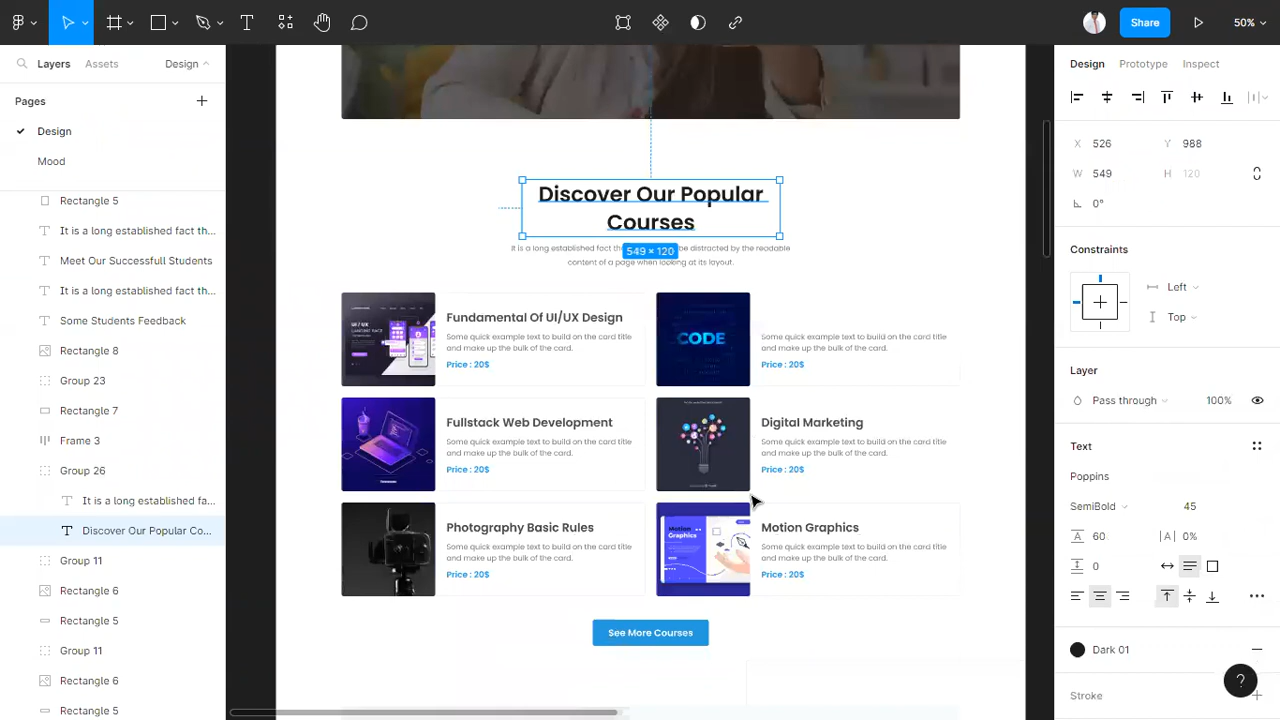 Share
50%
Layers
Assets
Design
Pages
Design
Mood
Rectangle 5
It is a long established fact th...
Meet Our Successfull Students
It is a long established fact th...
Some Students Feedback
Rectangle 8
Group 23
Rectangle 7
Frame 3
Group 26
It is a long established fa...
Discover Our Popular Co...
Group 11
Rectangle 6
Rectangle 5
Group 11
Rectangle 6
Rectangle 5
Discover Our Popular
Courses
It is a long established fact be distracted by the readable
content of a page when looking at its layout.
549 × 120
Fundamental Of UI/UX Design
Some quick example text to build on the card title
and make up the bulk of the card.
Price : 20$
CODE
Some quick example text to build on the card title
and make up the bulk of the card.
Price : 20$
Fullstack Web Development
Some quick example text to build on the card title
and make up the bulk of the card.
Price : 20$
Digital Marketing
Some quick example text to build on the card title
and make up the bulk of the card.
Price : 20$
Photography Basic Rules
Some quick example text to build on the card title
and make up the bulk of the card.
Price : 20$
Motion
Graphics
Motion Graphics
Some quick example text to build on the card title
and make up the bulk of the card.
Price : 20$
See More Courses
Design
Prototype
Inspect
X 526
Y 988
W 549
H 120
0°
Constraints
Left
Top
Layer
Pass through
100%
Text
Poppins
SemiBold
45
60
0%
0
Dark 01
Stroke
?